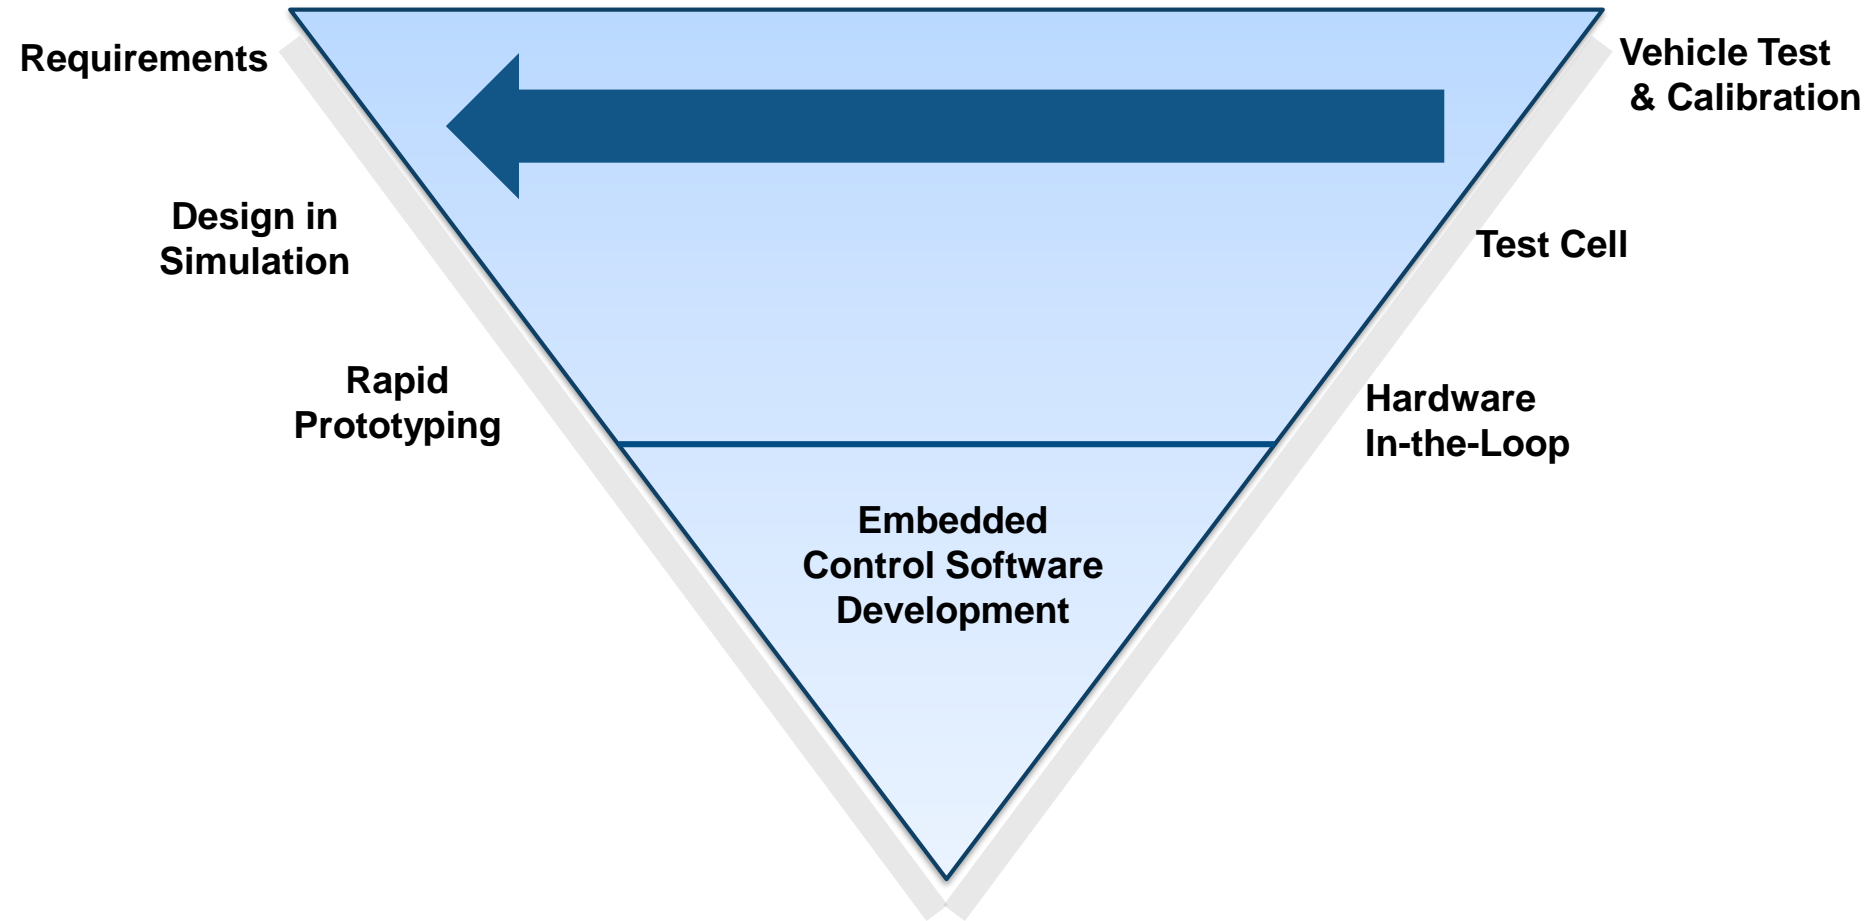 Requirements
Vehicle Test
& Calibration
Design in
Simulation
Test Cell
Rapid
Prototyping
Hardware
In-the-Loop
Embedded
Control Software
Development